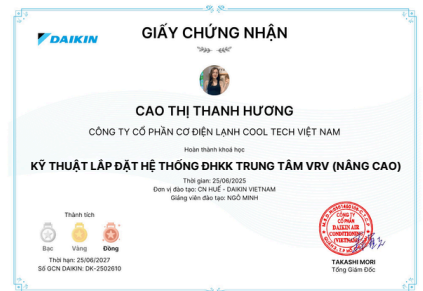 DAIKIN
GIẤY CHỨNG NHẬN
CAO THỊ THANH HƯƠNG
CÔNG TY CỔ PHẦN CƠ ĐIỆN LẠNH COOL TECH VIỆT NAM
Hoàn thành khoá học
KỸ THUẬT LẮP ĐẶT HỆ THỐNG ĐHKK TRUNG TÂM VRV (NÂNG CAO)
Thời gian: 25/06/2025
Đơn vị đào tạo: CN HUẾ - DAIKIN VIETNAM
Giảng viên đào tạo: NGÔ MINH
Thành tích
Bạc Vàng Đồng
Thời hạn: 25/06/2027
Số GCN DAIKIN: DK-2502610
CÔNG TY
CỔ PHẦN
DAIKIN AIR
CONDITIONING
(VIETNAM)
TAKASHI MORI
Tổng Giám Đốc